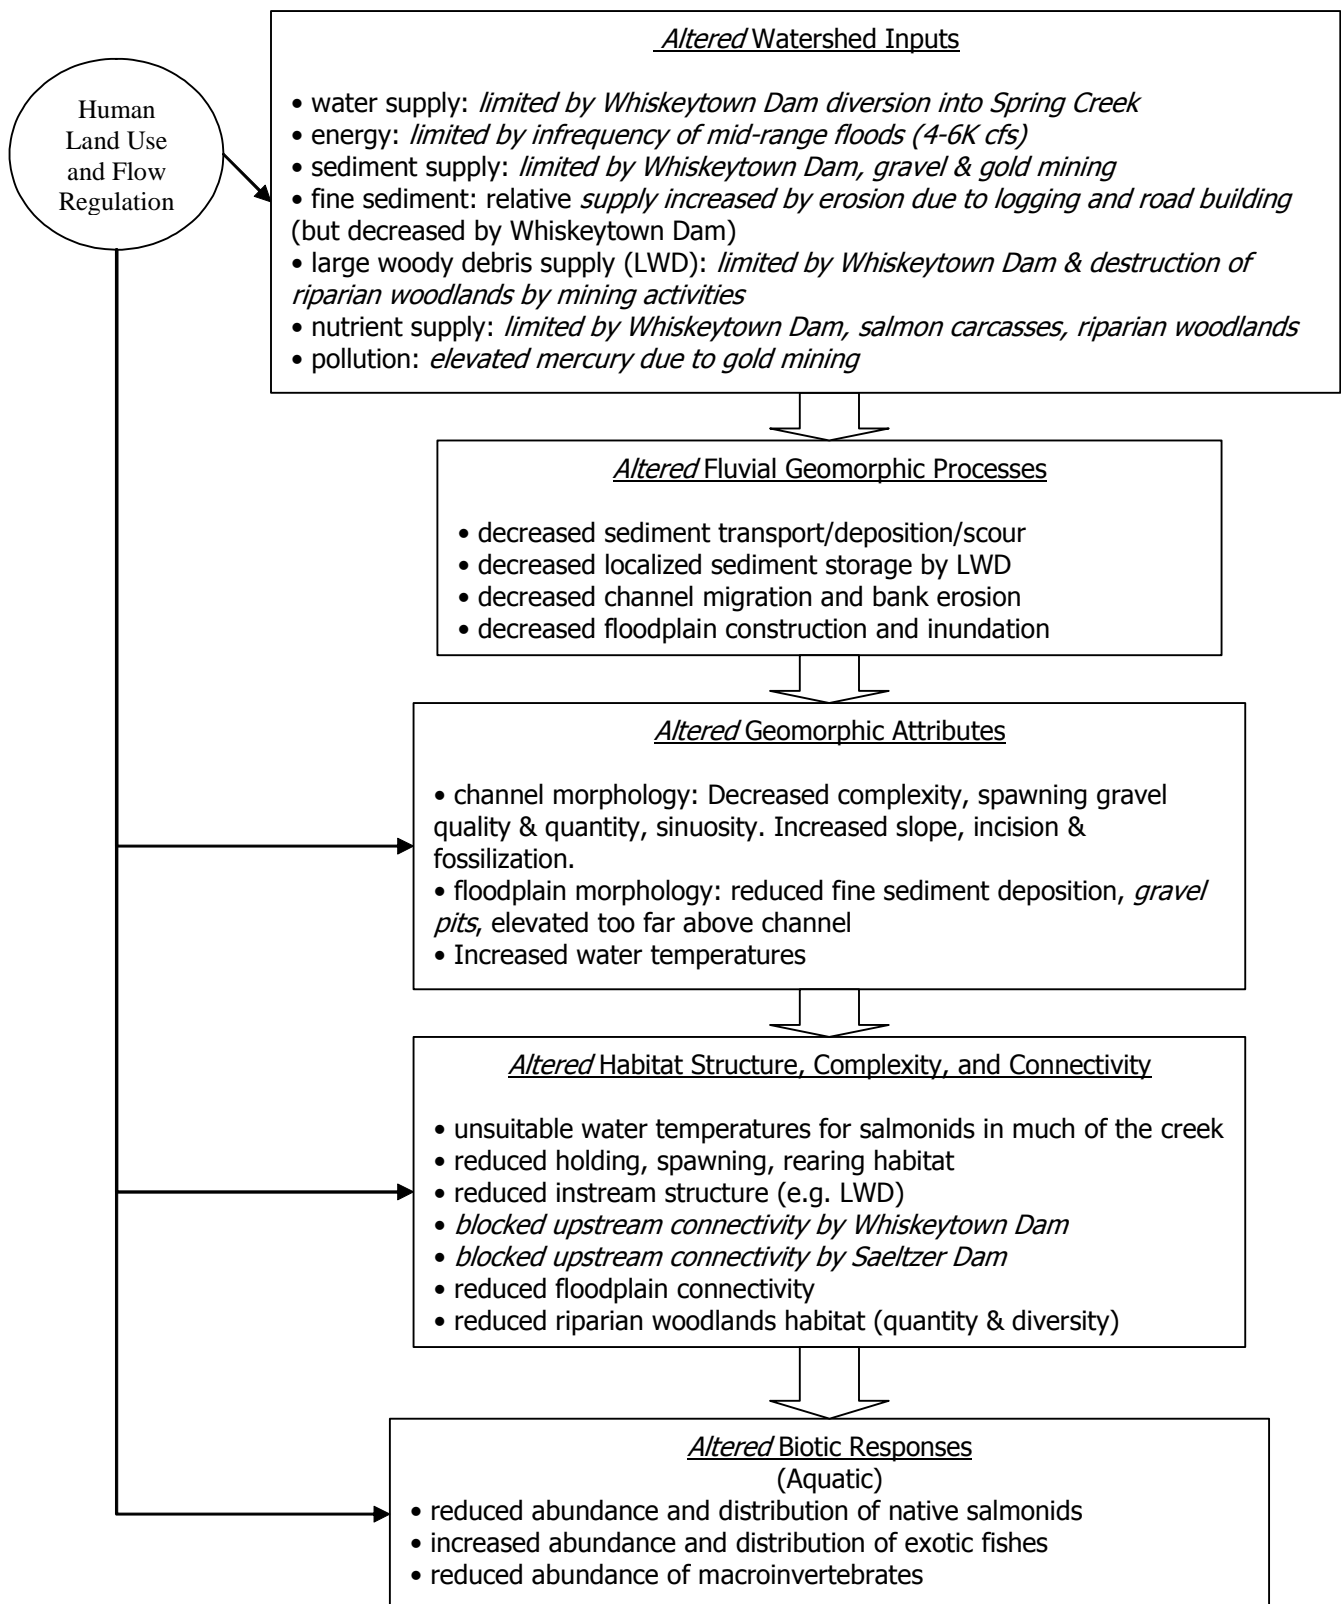 Human
Land Use
and Flow
Regulation
Altered Watershed Inputs
• water supply: limited by Whiskeytown Dam diversion into Spring Creek
• energy: limited by infrequency of mid-range floods (4-6K cfs)
• sediment supply: limited by Whiskeytown Dam, gravel & gold mining
• fine sediment: relative supply increased by erosion due to logging and road building
(but decreased by Whiskeytown Dam)
• large woody debris supply (LWD): limited by Whiskeytown Dam & destruction of
riparian woodlands by mining activities
• nutrient supply: limited by Whiskeytown Dam, salmon carcasses, riparian woodlands
• pollution: elevated mercury due to gold mining
Altered Fluvial Geomorphic Processes
• decreased sediment transport/deposition/scour
• decreased localized sediment storage by LWD
• decreased channel migration and bank erosion
• decreased floodplain construction and inundation
Altered Geomorphic Attributes
• channel morphology: Decreased complexity, spawning gravel
quality & quantity, sinuosity. Increased slope, incision &
fossilization.
• floodplain morphology: reduced fine sediment deposition, gravel
pits, elevated too far above channel
• Increased water temperatures
Altered Habitat Structure, Complexity, and Connectivity
• unsuitable water temperatures for salmonids in much of the creek
• reduced holding, spawning, rearing habitat
• reduced instream structure (e.g. LWD)
• blocked upstream connectivity by Whiskeytown Dam
• blocked upstream connectivity by Saeltzer Dam
• reduced floodplain connectivity
• reduced riparian woodlands habitat (quantity & diversity)
Altered Biotic Responses
(Aquatic)
• reduced abundance and distribution of native salmonids
• increased abundance and distribution of exotic fishes
• reduced abundance of macroinvertebrates